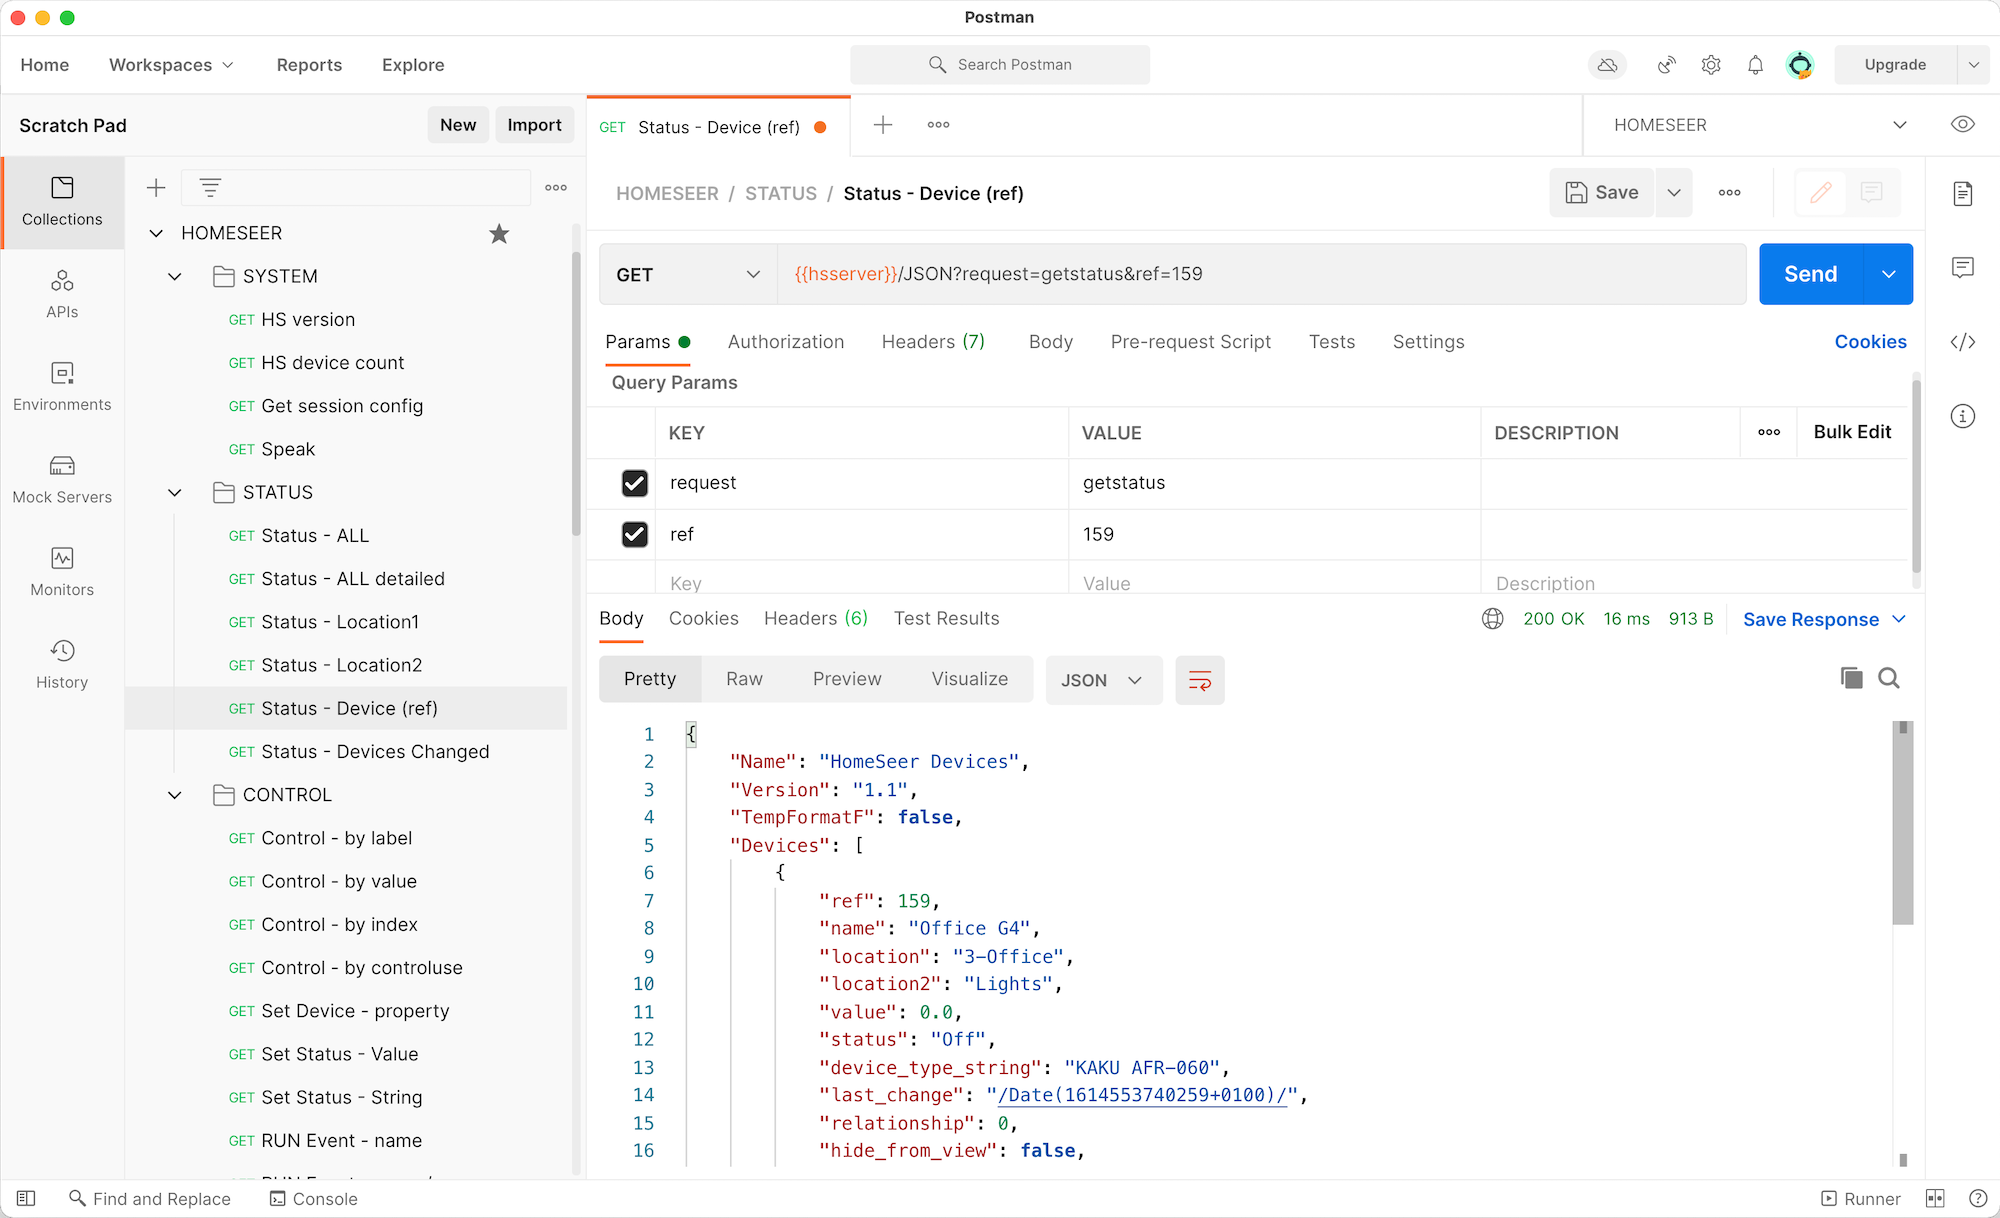 Postman
Home Workspaces Reports Explore Search Postman Upgrade
Scratch Pad New Import GET Status - Device (ref) HOMESEER
Collections
APIs
Environments
Mock Servers
Monitors
History
HOMESEER
SYSTEM
GET HS version
GET HS device count
GET Get session config
GET Speak
STATUS
GET Status - ALL
GET Status - ALL detailed
GET Status - Location1
GET Status - Location2
GET Status - Device (ref)
GET Status - Devices Changed
CONTROL
GET Control - by label
GET Control - by value
GET Control - by index
GET Control - by controluse
GET Set Device - property
GET Set Status - Value
GET Set Status - String
GET RUN Event - name
HOMESEER / STATUS / Status - Device (ref) Save
GET {{hsserver}}/JSON?request=getstatus&ref=159 Send
Params Authorization Headers (7) Body Pre-request Script Tests Settings Cookies
Query Params
KEY VALUE DESCRIPTION Bulk Edit
request getstatus
ref 159
Key Value Description
Body Cookies Headers (6) Test Results 200 OK 16 ms 913 B Save Response
Pretty Raw Preview Visualize JSON
1 {
2 "Name": "HomeSeer Devices",
3 "Version": "1.1",
4 "TempFormatF": false,
5 "Devices": [
6 {
7 "ref": 159,
8 "name": "Office G4",
9 "location": "3-Office",
10 "location2": "Lights",
11 "value": 0.0,
12 "status": "Off",
13 "device_type_string": "KAKU AFR-060",
14 "last_change": "/Date(1614553740259+0100)/",
15 "relationship": 0,
16 "hide_from_view": false,
Find and Replace Console Runner